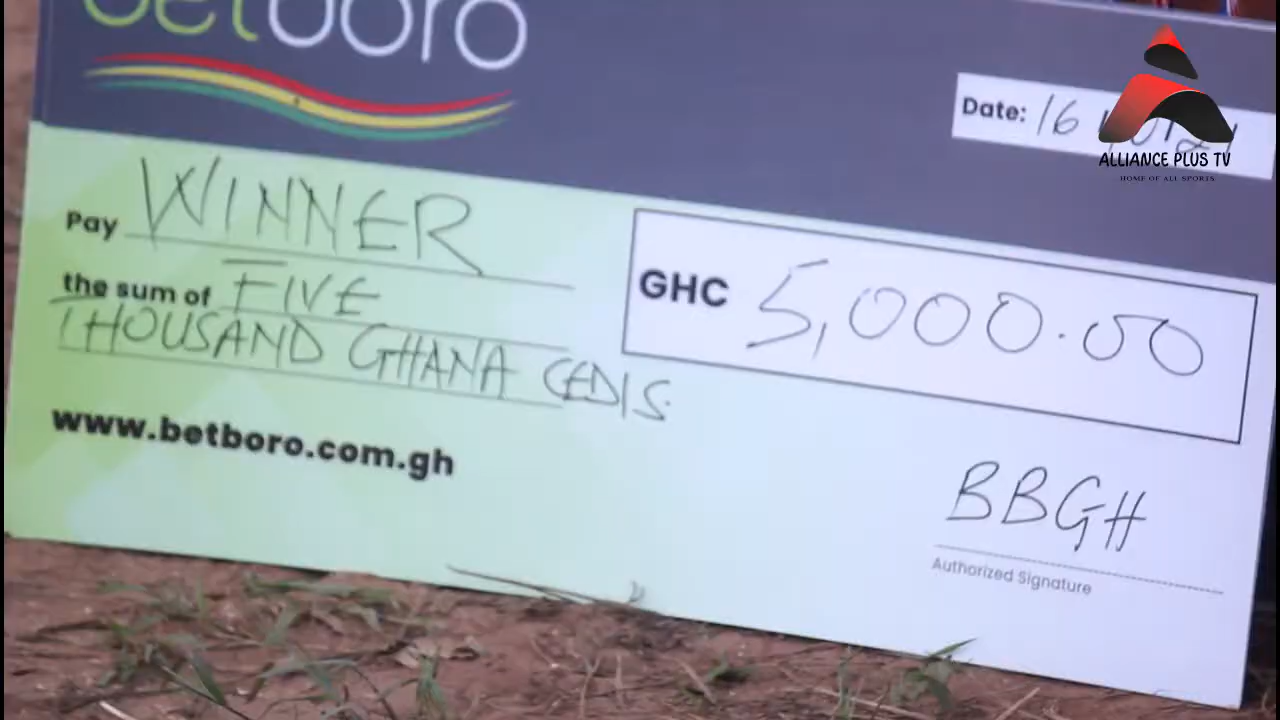 betboro
Date: 16
ALLIANCE PLUS TV
HOME OF ALL SPORTS
Pay WINNER
the sum of FIVE
THOUSAND GHANA CEDIS.
GHC 5,000.00
www.betboro.com.gh
BBGH
Authorized Signature